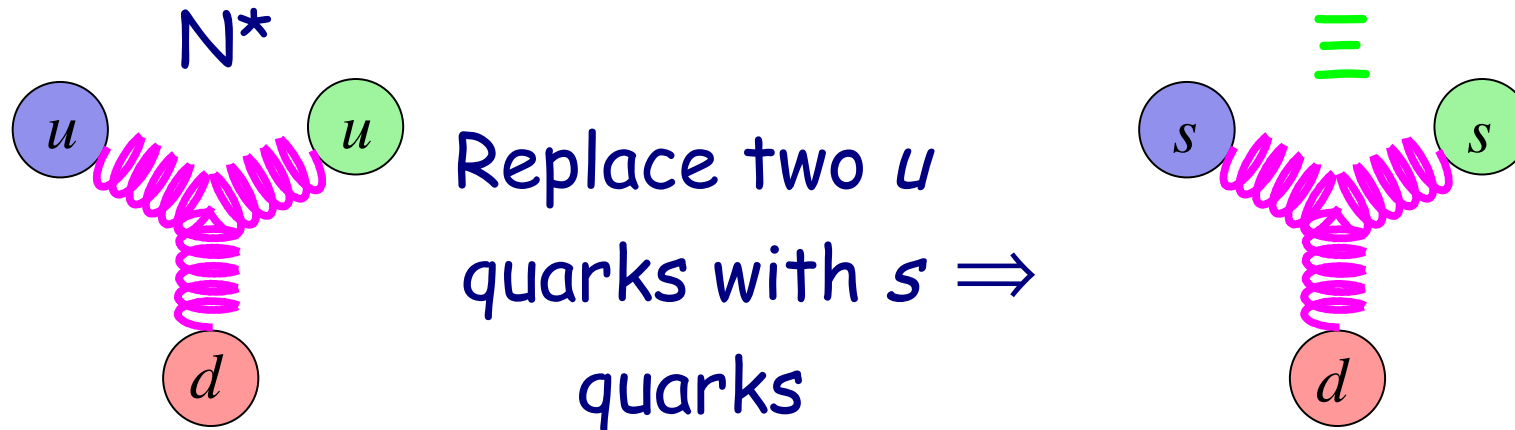 N*
Ξ
u
u
s
s
Replace two u
quarks with s ⇒
quarks
d
d